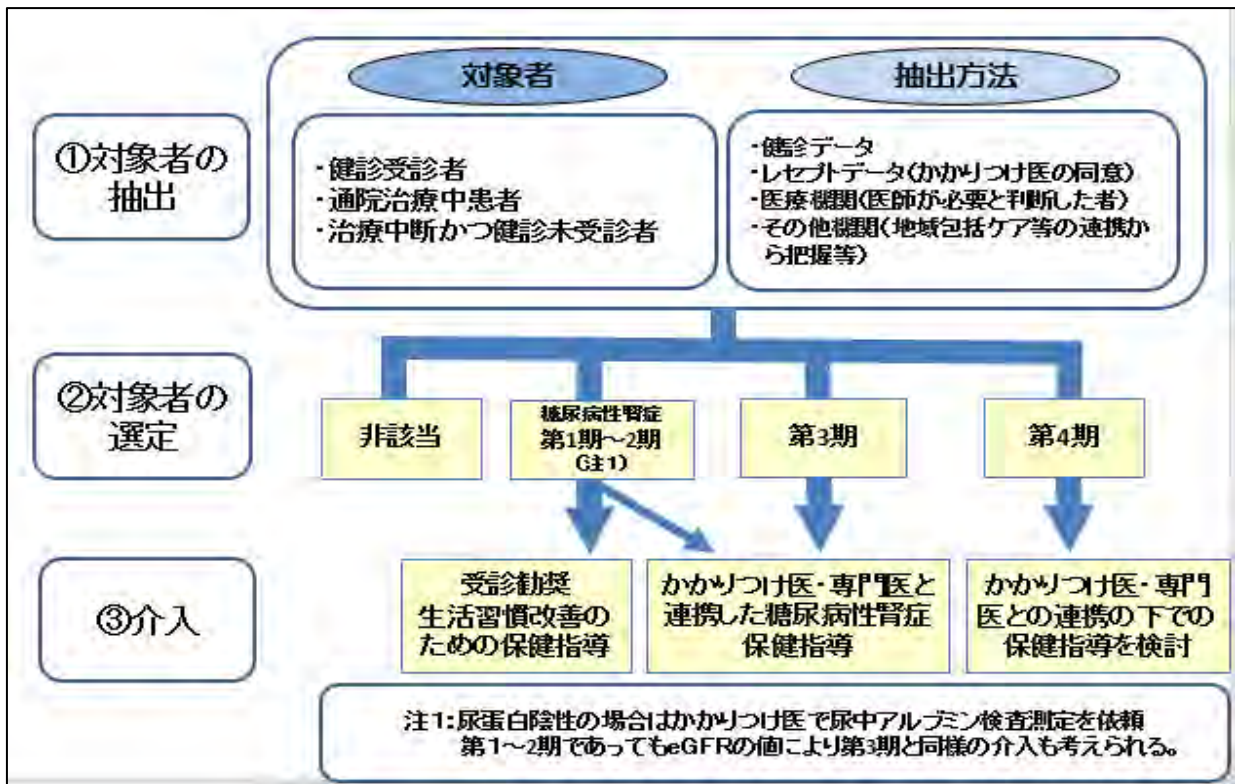 対象者
抽出方法
①対象者の
抽出
・健診受診者
・通院治療中患者
・治療中断かつ健診未受診者
・健診データ
・レセプトデータ(かかりつけ医の同意)
・医療機関(医師が必要と判断した者)
・その他機関(地域包括ケア等の連携か
ら把握等)
②対象者の
選定
非該当
糖尿病性腎症
第1期~2期
(注1)
第3期
第4期
③介入
受診勧奨
生活習慣改善の
ための保健指導
かかりつけ医・専門医と
連携した糖尿病性腎症
保健指導
かかりつけ医・専門
医との連携の下での
保健指導を検討
注1:尿蛋白陰性の場合はかかりつけ医で尿中アルブミン検査測定を依頼
第1~2期であってもeGFRの値により第3期と同様の介入も考えられる。